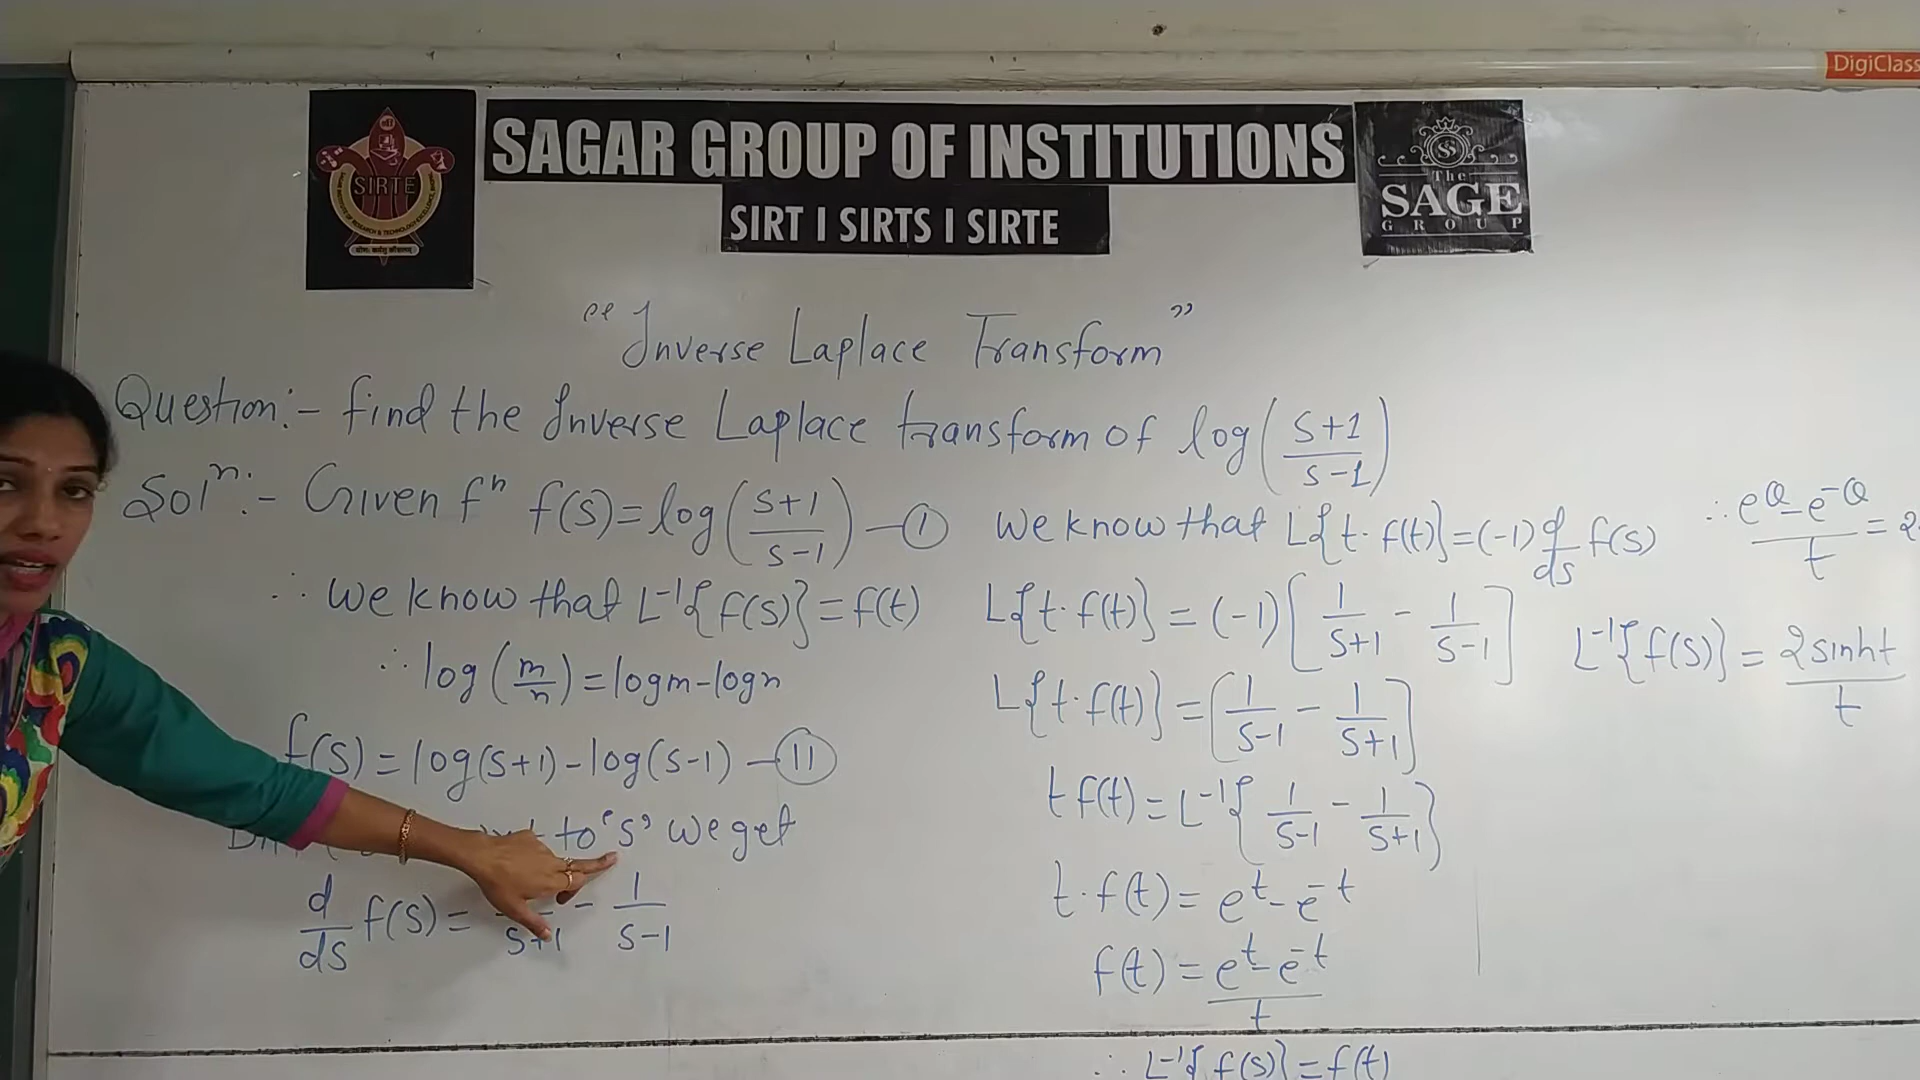 DigiClass
SIRTE
SAGAR GROUP OF INSTITUTIONS
SIRT I SIRTS I SIRTE
SS
The
SAGE
GROUP
"Inverse Laplace Transform"
Question:- find the Inverse Laplace transform of log((s+1)/(s-1))
Solⁿ:- Given fⁿ f(s)=log((s+1)/(s-1)) —(I)
∴ We know that L⁻¹{f(s)}=f(t)
∴ log(m/n)=logm-logn
f(s)=log(s+1)-log(s-1) —(II)
to 's' we get
d/ds f(s)= /s+1 - 1/s-1
We know that L{t·f(t)}=(-1) d/ds f(s)
L{t·f(t)}=(-1)[1/s+1 - 1/s-1]
L{t·f(t)}=[1/s-1 - 1/s+1]
tf(t)=L⁻¹{1/s-1 - 1/s+1}
t·f(t)=e^t-e^-t
f(t)=(e^t-e^-t)/t
∴ L⁻¹{f(s)}=f(t)
∴ (e^θ-e^-θ)/t = 2
L⁻¹{f(s)}=2sinht/t